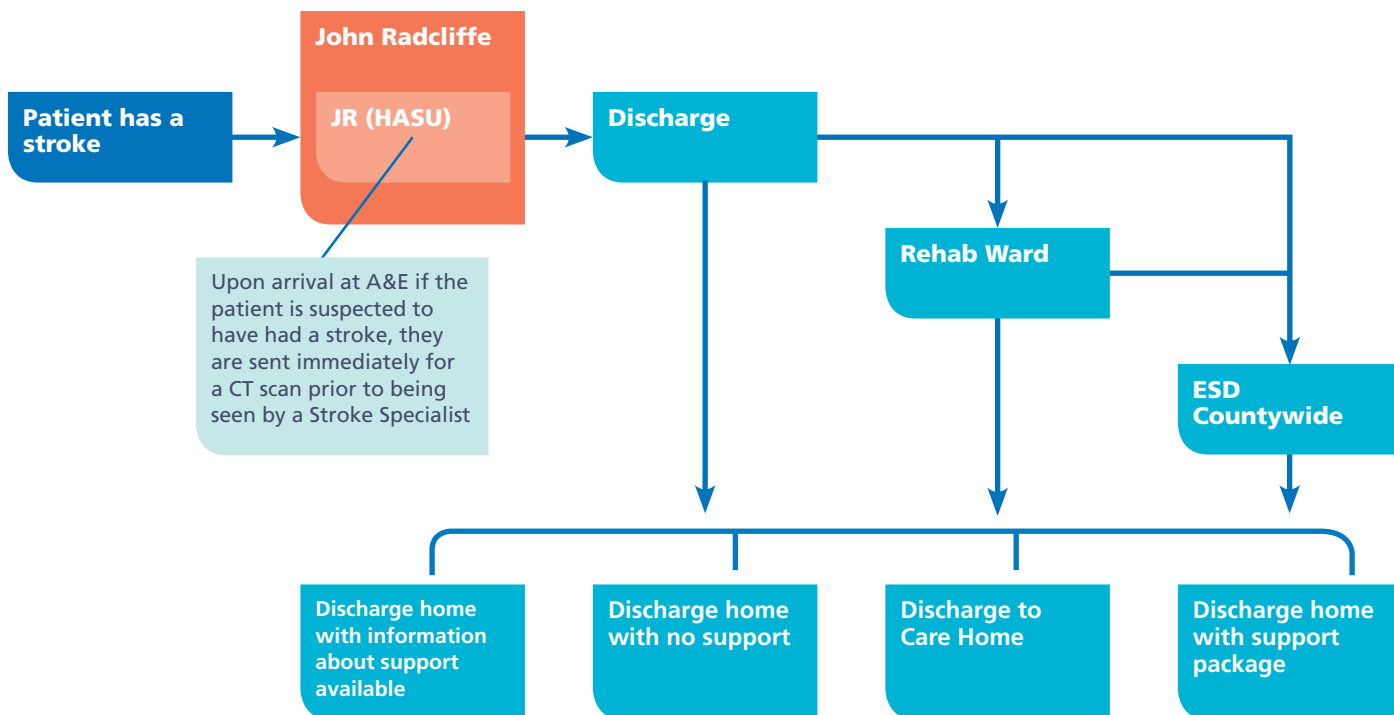 John Radcliffe
JR (HASU)
Patient has a
stroke
Discharge
Upon arrival at A&E if the
patient is suspected to
have had a stroke, they
are sent immediately for
a CT scan prior to being
seen by a Stroke Specialist
Rehab Ward
ESD
Countywide
Discharge home
with information
about support
available
Discharge home
with no support
Discharge to
Care Home
Discharge home
with support
package